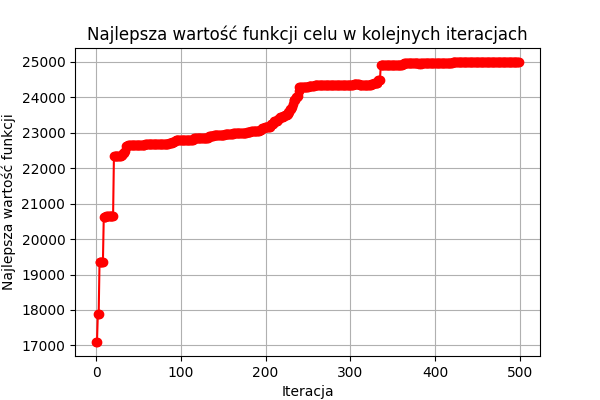 Najlepsza wartość funkcji celu w kolejnych iteracjach
25000
24000
23000
22000
21000
20000
19000
18000
17000
Najlepsza wartość funkcji
0 100 200 300 400 500
Iteracja